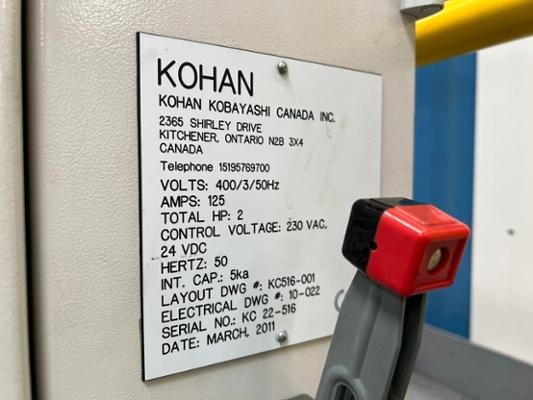 KOHAN
KOHAN KOBAYASHI CANADA INC.
2365 SHIRLEY DRIVE
KITCHENER, ONTARIO N2B 3X4
CANADA
Telephone 15195769700
VOLTS: 400/3/50Hz
AMPS: 125
TOTAL HP: 2
CONTROL VOLTAGE: 230 VAC,
24 VDC
HERTZ: 50
INT. CAP.: 5ka
LAYOUT DWG #: KC516-001
ELECTRICAL DWG #: 10-022
SERIAL NO.: KC 22-516
DATE: MARCH, 2011